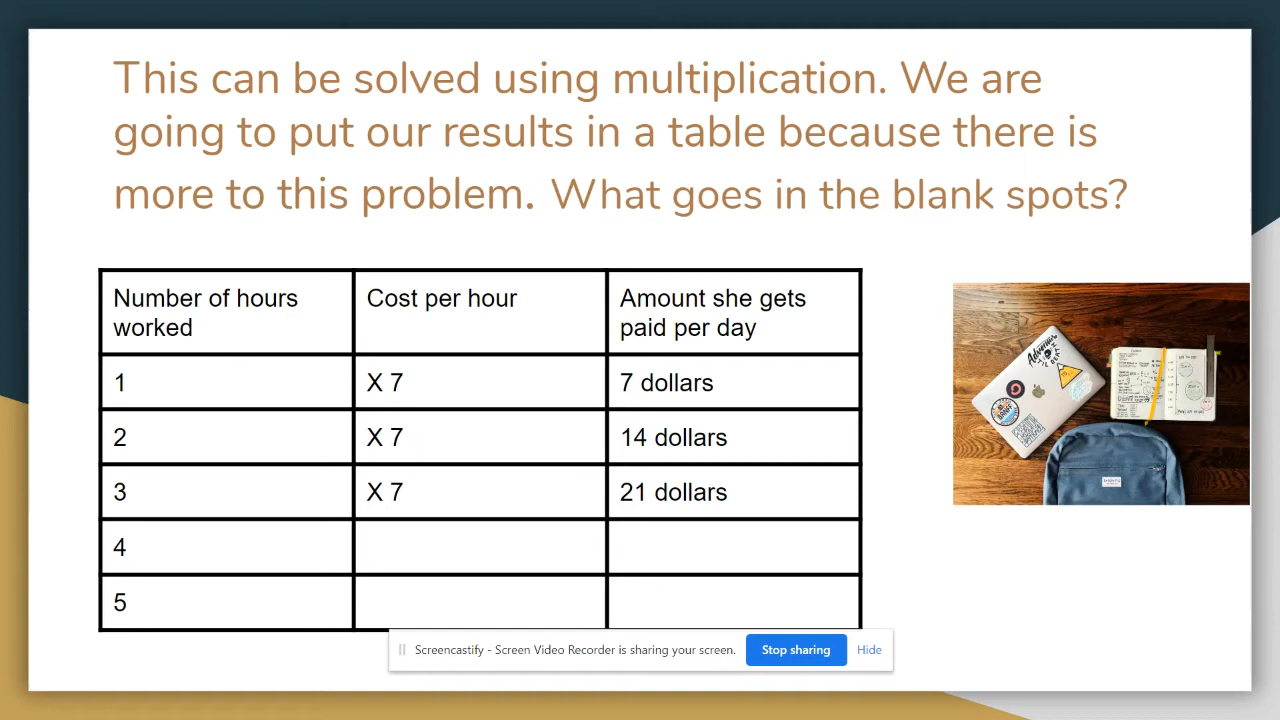 This can be solved using multiplication. We are
going to put our results in a table because there is
more to this problem. What goes in the blank spots?
Number of hours worked Cost per hour Amount she gets paid per day
1 X 7 7 dollars
2 X 7 14 dollars
3 X 7 21 dollars
4
5
Screencastify - Screen Video Recorder is sharing your screen. Stop sharing Hide